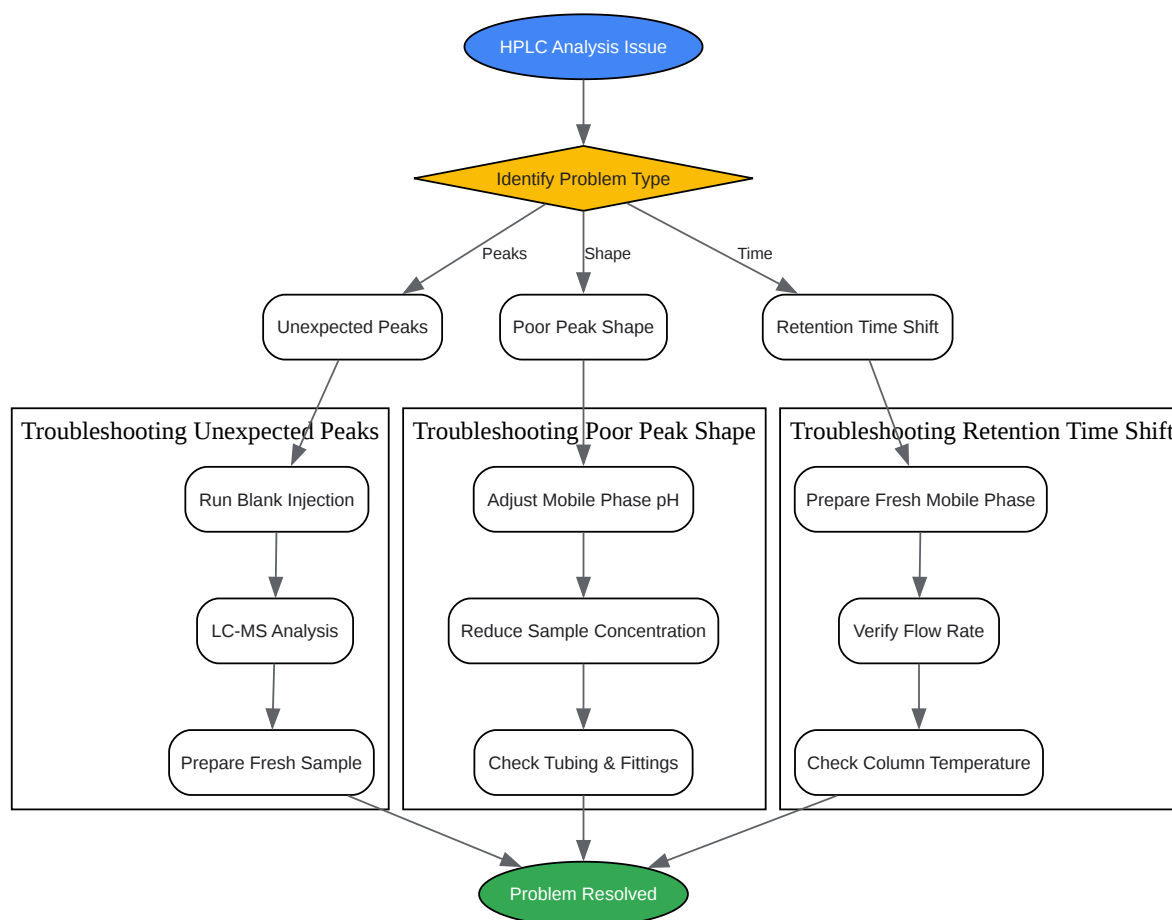 HPLC Analysis Issue
Identify Problem Type
Peaks
Shape
Time
Unexpected Peaks
Poor Peak Shape
Retention Time Shift
Troubleshooting Unexpected Peaks
Troubleshooting Poor Peak Shape
Troubleshooting Retention Time Shift
Run Blank Injection
Adjust Mobile Phase pH
Prepare Fresh Mobile Phase
LC-MS Analysis
Reduce Sample Concentration
Verify Flow Rate
Prepare Fresh Sample
Check Tubing & Fittings
Check Column Temperature
Problem Resolved